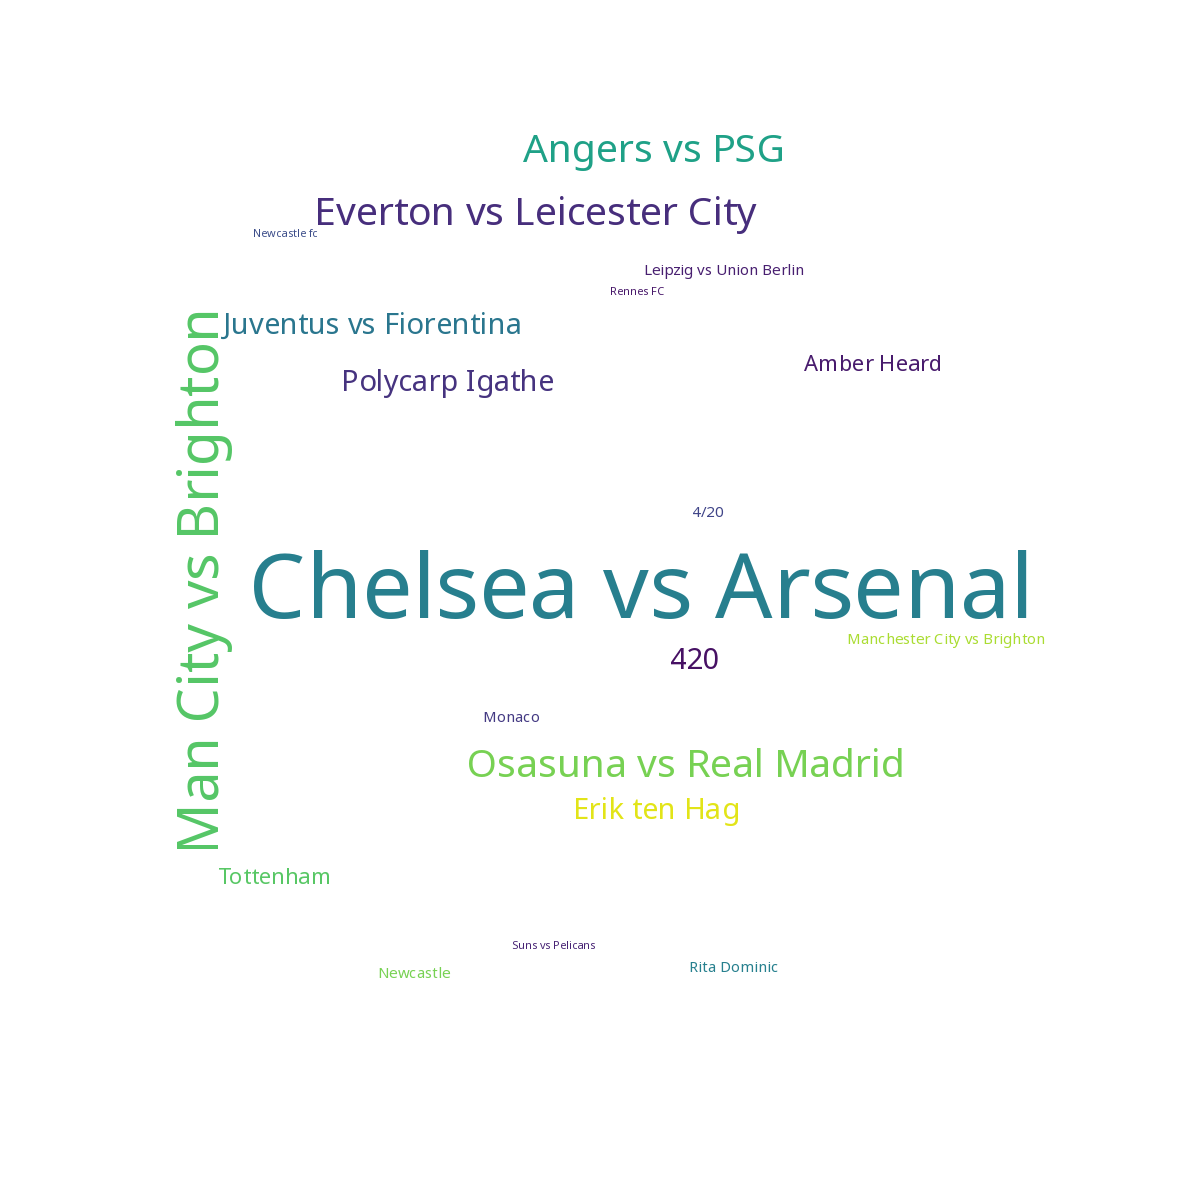 Angers vs PSG
Everton vs Leicester City
Newcastle fc
Leipzig vs Union Berlin
Rennes FC
Juventus vs Fiorentina
Man City vs Brighton
Amber Heard
Polycarp Igathe
4/20
Chelsea vs Arsenal
Manchester City vs Brighton
420
Monaco
Osasuna vs Real Madrid
Erik ten Hag
Tottenham
Suns vs Pelicans
Rita Dominic
Newcastle